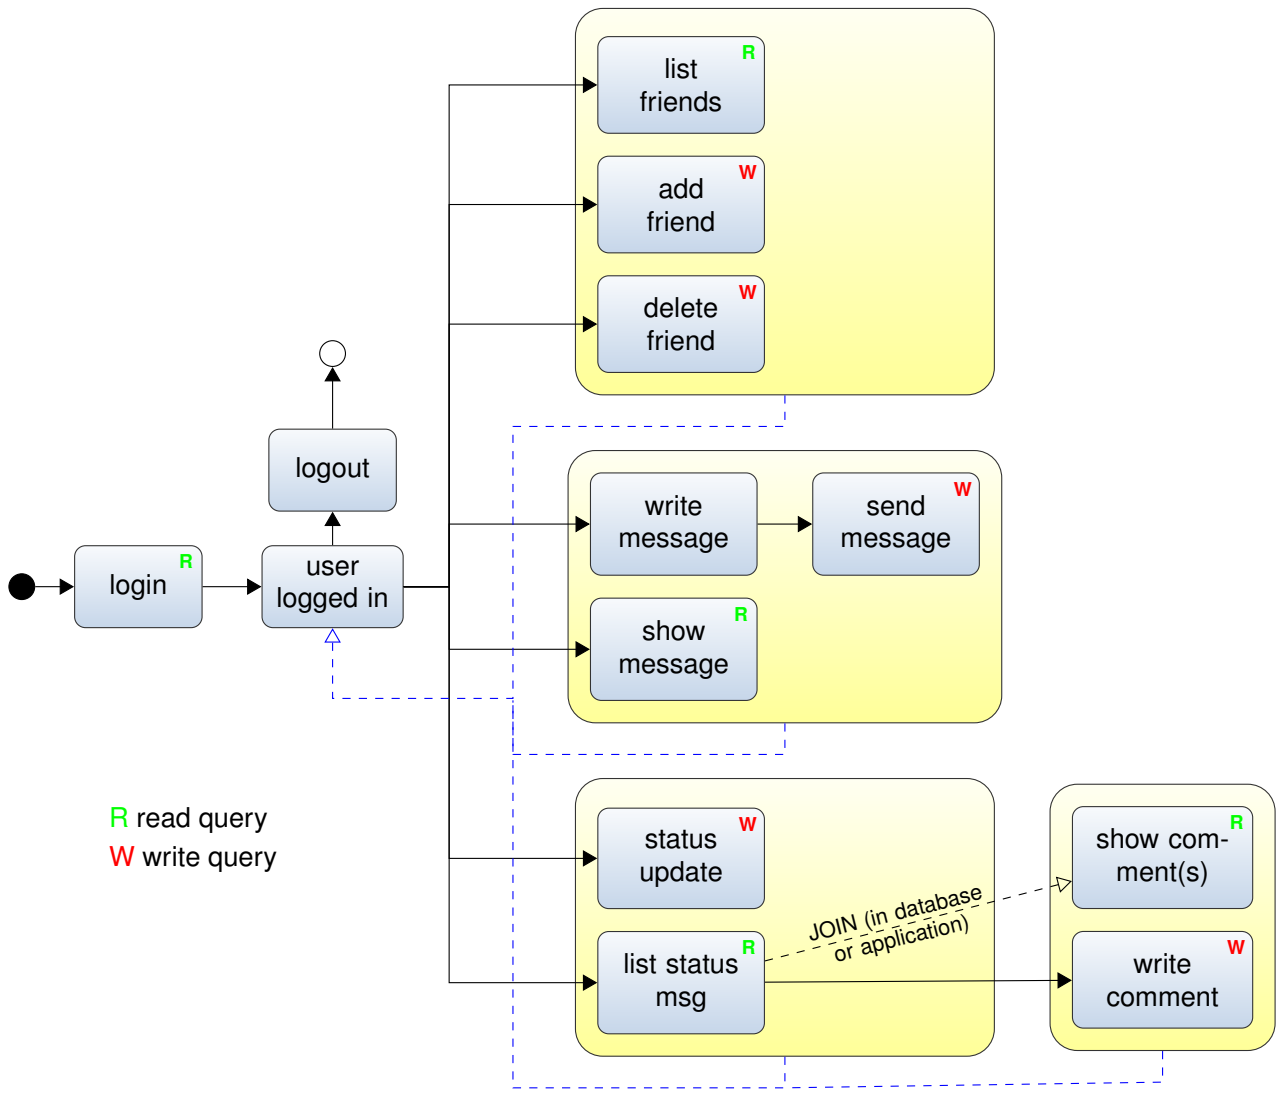 R
list
friends
W
add
friend
W
delete
friend
logout
write
message
W
send
message
R
login
user
logged in
R
show
message
R read query
W write query
W
status
update
R
show com-
ment(s)
JOIN (in database
or application)
R
list status
msg
W
write
comment